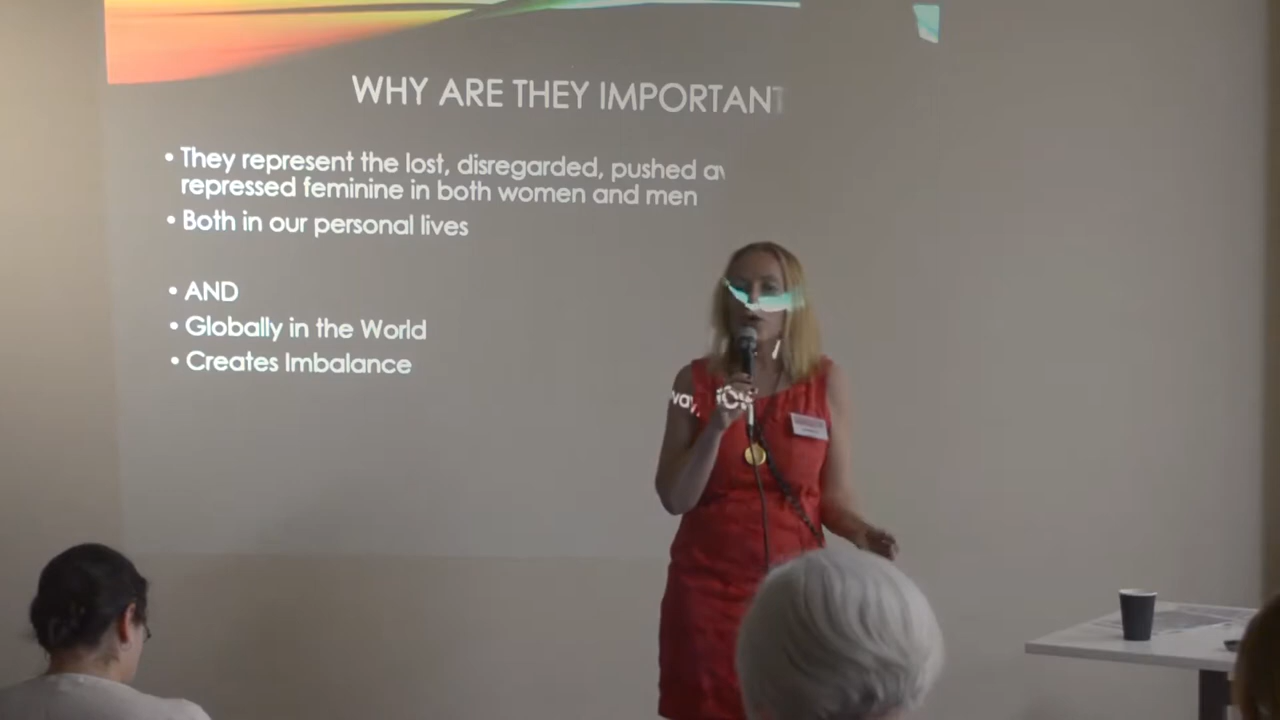 WHY ARE THEY IMPORTANT
• They represent the lost, disregarded, pushed
repressed feminine in both women and men
• Both in our personal lives
• AND
• Globally in the World
• Creates Imbalance